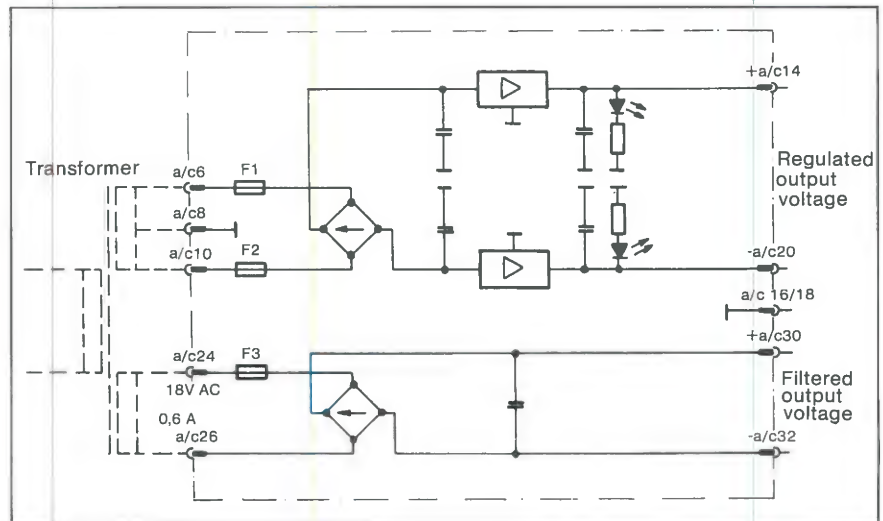 +a/c14
Transformer
a/c6
F1
Regulated
output
voltage
a/c8
a/c10
F2
-a/c20
a/c 16/18
+a/c30
a/c24
F3
18V AC
Filtered
output
voltage
0,6 A
a/c26
-a/c32